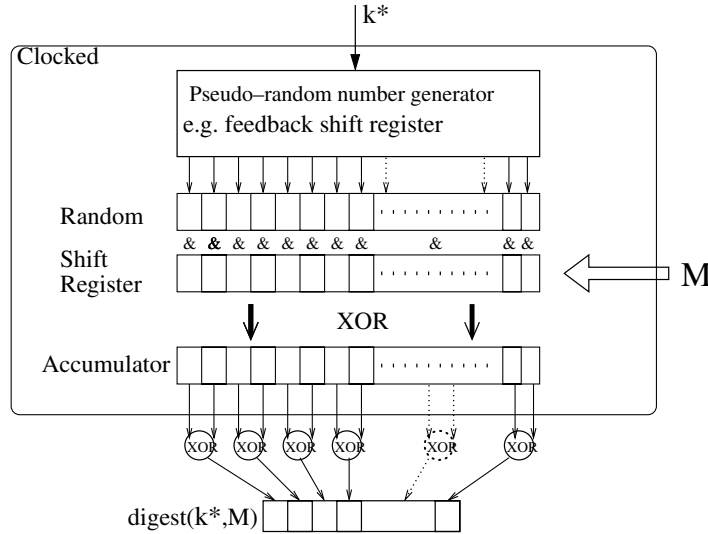 k*
Clocked
Pseudo–random number generator
e.g. feedback shift register
Random
& & & & & & & & & & &
Shift
Register
M
XOR
Accumulator
XOR XOR XOR XOR XOR XOR
digest(k*,M)